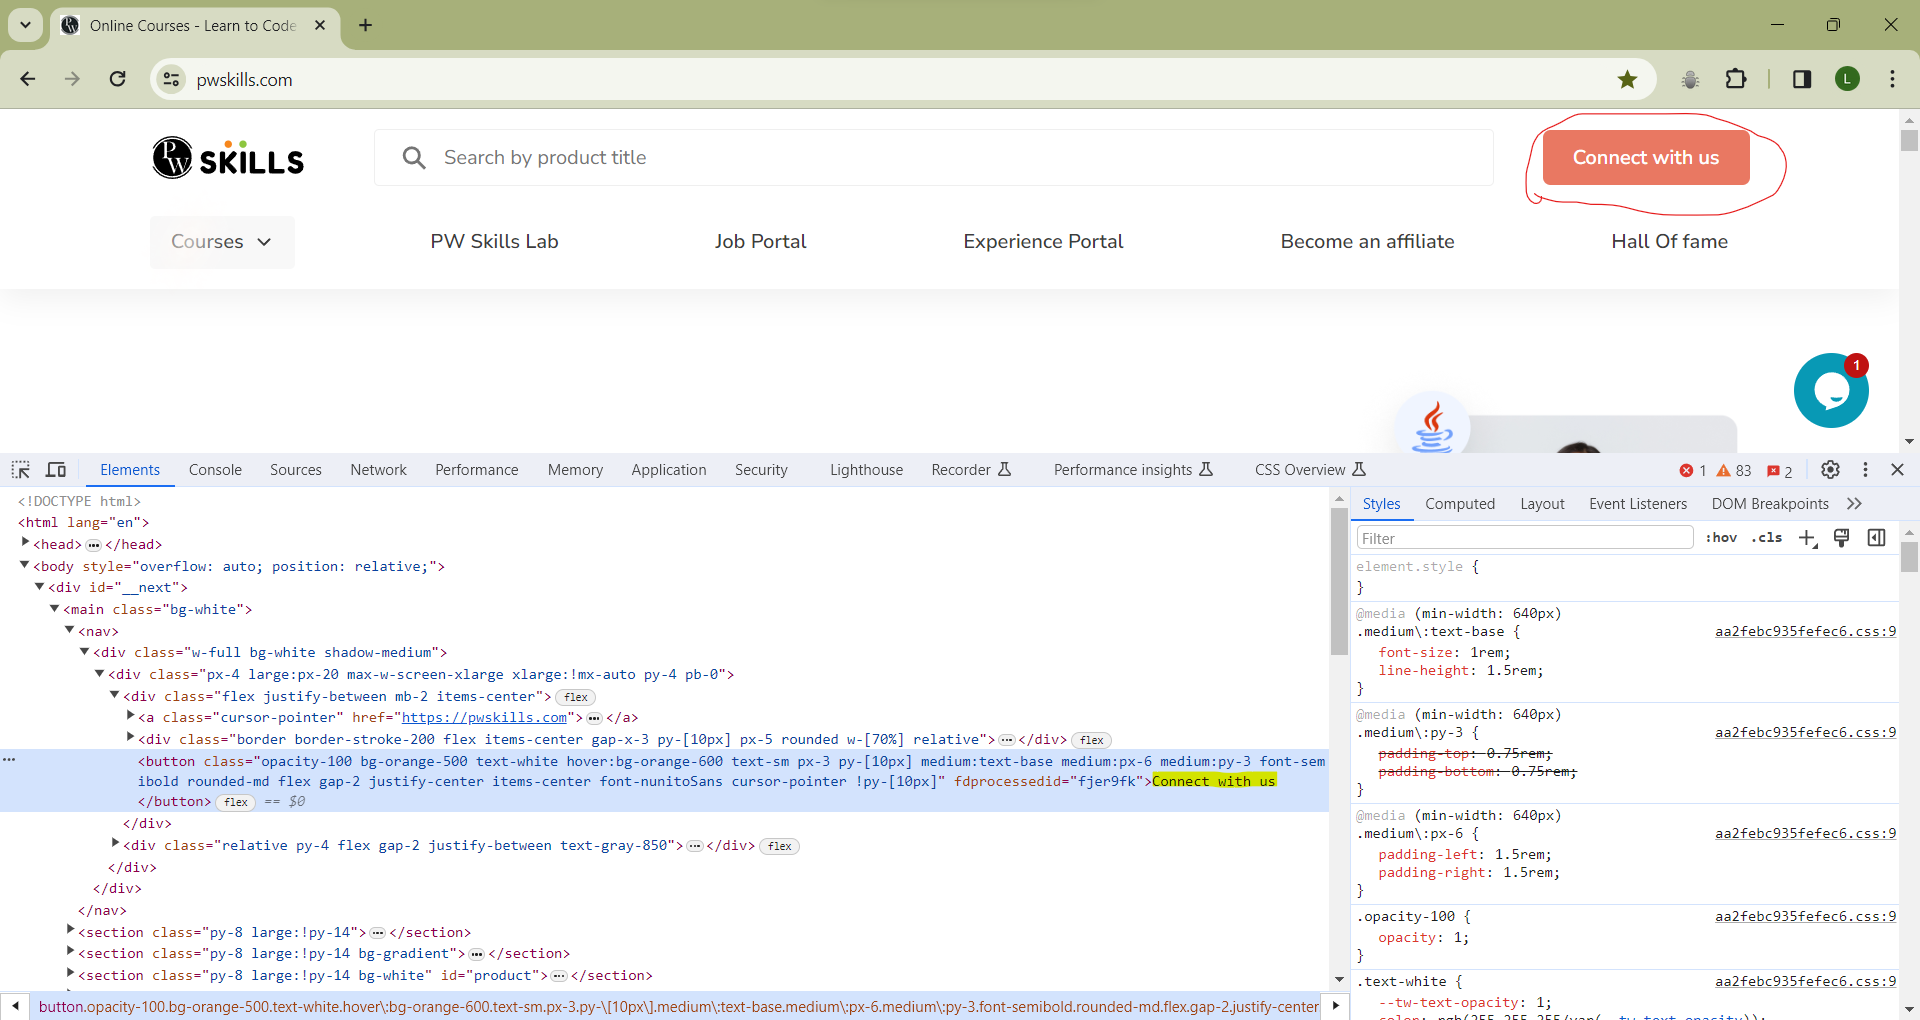 Online Courses - Learn to Code
pwskills.com
L
PW SKILLS
Search by product title
Connect with us
Courses
PW Skills Lab
Job Portal
Experience Portal
Become an affiliate
Hall Of fame
1
Elements
Console
Sources
Network
Performance
Memory
Application
Security
Lighthouse
Recorder
Performance insights
CSS Overview
1
83
2
<!DOCTYPE html>
<html lang="en">
<head> … </head>
<body style="overflow: auto; position: relative;">
<div id="__next">
<main class="bg-white">
<nav>
<div class="w-full bg-white shadow-medium">
<div class="px-4 large:px-20 max-w-screen-xlarge xlarge:!mx-auto py-4 pb-0">
<div class="flex justify-between mb-2 items-center"> flex
<a class="cursor-pointer" href="https://pwskills.com"> … </a>
<div class="border border-stroke-200 flex items-center gap-x-3 py-[10px] px-5 rounded w-[70%] relative"> … </div> flex
<button class="opacity-100 bg-orange-500 text-white hover:bg-orange-600 text-sm px-3 py-[10px] medium:text-base medium:px-6 medium:py-3 font-sem
ibold rounded-md flex gap-2 justify-center items-center font-nunitoSans cursor-pointer !py-[10px]" fdprocessedid="fjer9fk">Connect with us
</button> flex == $0
</div>
<div class="relative py-4 flex gap-2 justify-between text-gray-850"> … </div> flex
</div>
</div>
</nav>
<section class="py-8 large:!py-14"> … </section>
<section class="py-8 large:!py-14 bg-gradient"> … </section>
<section class="py-8 large:!py-14 bg-white" id="product"> … </section>
button.opacity-100.bg-orange-500.text-white.hover\:bg-orange-600.text-sm.px-3.py-\[10px\].medium\:text-base.medium\:px-6.medium\:py-3.font-semibold.rounded-md.flex.gap-2.justify-center
Styles
Computed
Layout
Event Listeners
DOM Breakpoints
Filter
:hov
.cls
element.style {
}
@media (min-width: 640px)
.medium\:text-base {
aa2febc935fefec6.css:9
font-size: 1rem;
line-height: 1.5rem;
}
@media (min-width: 640px)
.medium\:py-3 {
aa2febc935fefec6.css:9
padding-top: 0.75rem;
padding-bottom: 0.75rem;
}
@media (min-width: 640px)
.medium\:px-6 {
aa2febc935fefec6.css:9
padding-left: 1.5rem;
padding-right: 1.5rem;
}
.opacity-100 {
aa2febc935fefec6.css:9
opacity: 1;
}
.text-white {
aa2febc935fefec6.css:9
--tw-text-opacity: 1;
color: rgb(255 255 255/var(--tw-text-opacity));